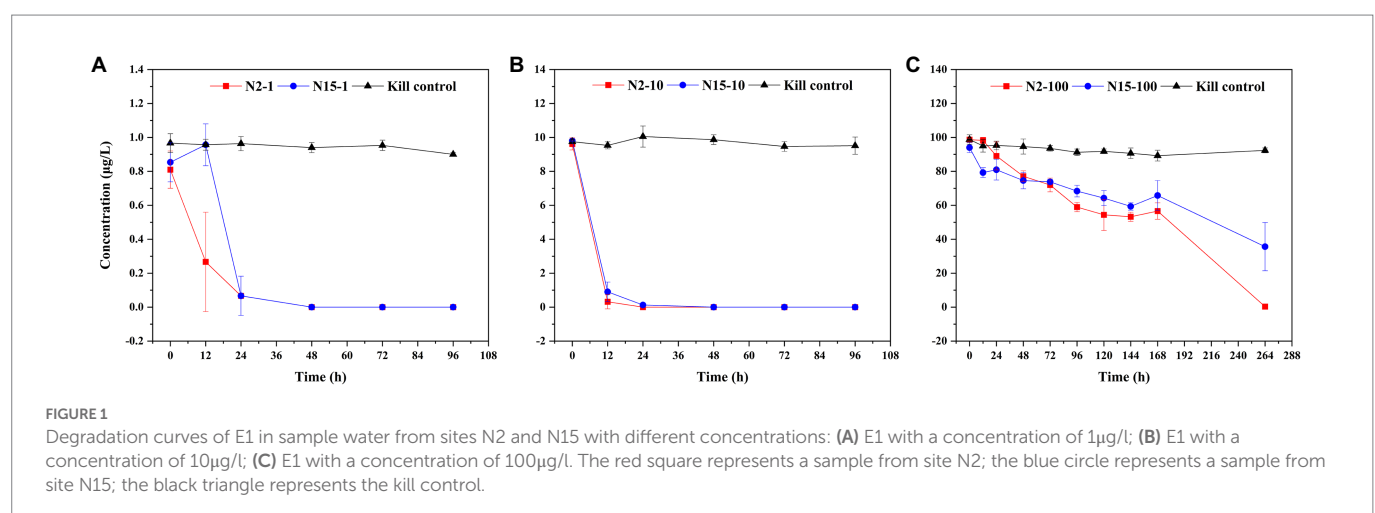 A
B
C
N2-1 N15-1 Kill control
N2-10 N15-10 Kill control
N2-100 N15-100 Kill control
Concentration (μg/L)
1.4
1.2
1.0
0.8
0.6
0.4
0.2
0.0
-0.2
0 12 24 36 48 60 72 84 96 108
Time (h)
14
12
10
8
6
4
2
0
-2
0 12 24 36 48 60 72 84 96 108
Time (h)
140
120
100
80
60
40
20
0
-20
0 24 48 72 96 120 144 168 192 216 240 264 288
Time (h)
FIGURE 1
Degradation curves of E1 in sample water from sites N2 and N15 with different concentrations: (A) E1 with a concentration of 1μg/l; (B) E1 with a
concentration of 10μg/l; (C) E1 with a concentration of 100μg/l. The red square represents a sample from site N2; the blue circle represents a sample from
site N15; the black triangle represents the kill control.